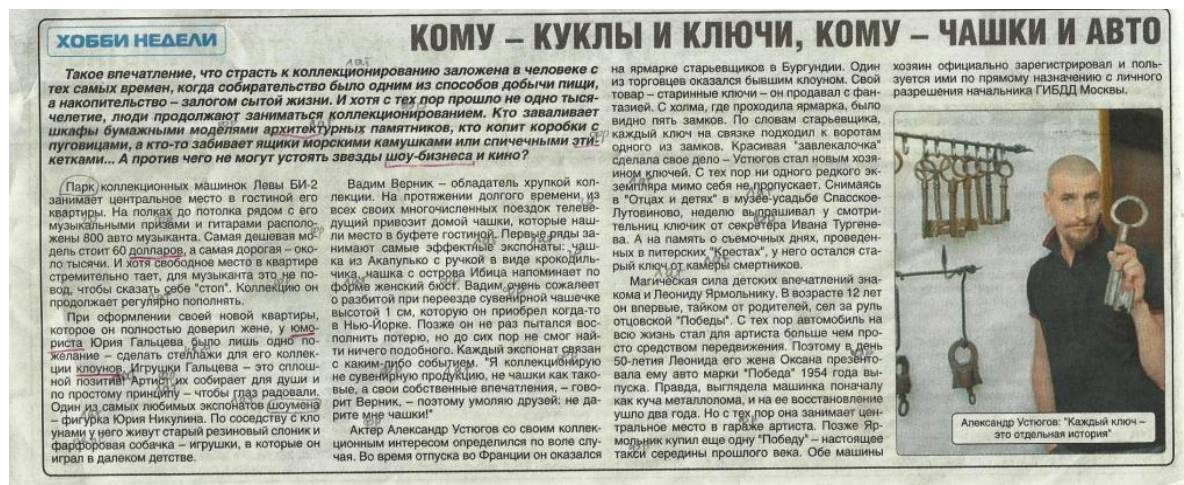 ХОББИ НЕДЕЛИ
КОМУ – КУКЛЫ И КЛЮЧИ, КОМУ – ЧАШКИ И АВТО
Такое впечатление, что страсть к коллекционированию заложена в человеке с
тех самых времен, когда собирательство было одним из способов добычи пищи,
а накопительство – залогом сытой жизни. И хотя с тех пор прошло не одно тыся-
челетие, люди продолжают заниматься коллекционированием. Кто заваливает
шкафы бумажными моделями архитектурных памятников, кто копит коробки с
пуговицами, а кто-то забивает ящики морскими камушками или спичечными эти-
кетками... А против чего не могут устоять звезды шоу-бизнеса и кино?
Парк коллекционных машинок Левы БИ-2
занимает центральное место в гостиной его
квартиры. На полках до потолка рядом с его
музыкальными призами и гитарами располо-
жены 800 авто музыканта. Самая дешевая мо-
дель стоит 60 долларов, а самая дорогая – око-
ло тысячи. И хотя свободное место в квартире
стремительно тает, для музыканта это не по-
вод, чтобы сказать себе "стоп". Коллекцию он
продолжает регулярно пополнять.
При оформлении своей новой квартиры,
которое он полностью доверил жене, у юмо-
риста Юрия Гальцева было лишь одно по-
желание – сделать стеллажи для его коллек-
ции клоунов. Игрушки Гальцева – это сплош-
ной позитив! Артист их собирает для души и
по простому принципу – чтобы глаз радовали.
Один из самых любимых экспонатов шоумена
– фигурка Юрия Никулина. По соседству с кло
унами у него живут старый резиновый слоник и
фарфоровая собачка – игрушки, в которые он
играл в далеком детстве.
Вадим Верник – обладатель хрупкой кол-
лекции. На протяжении долгого времени из
всех своих многочисленных поездок телеве-
дущий привозит домой чашки, которые наш-
ли место в буфете гостиной. Первые ряды за-
нимают самые эффектные экспонаты: чаш-
ка из Акапулько с ручкой в виде крокодиль-
чика, чашка с острова Ибица напоминает по
форме женский бюст. Вадим очень сожалеет
о разбитой при переезде сувенирной чашечке
высотой 1 см, которую он приобрел когда-то
в Нью-Йорке. Позже он не раз пытался вос-
полнить потерю, но до сих пор не смог най-
ти ничего подобного. Каждый экспонат связан
с каким-либо событием. "Я коллекционирую
не сувенирную продукцию, не чашки как тако-
вые, а свои собственные впечатления, – гово-
рит Верник, – поэтому умоляю друзей: не да-
рите мне чашки!"
Актер Александр Устюгов со своим коллек-
ционным интересом определился по воле слу-
чая. Во время отпуска во Франции он оказался
на ярмарке старьевщиков в Бургундии. Один
из торговцев оказался бывшим клоуном. Свой
товар – старинные ключи – он продавал с фан-
тазией. С холма, где проходила ярмарка, было
видно пять замков. По словам старьевщика,
каждый ключ на связке подходил к воротам
одного из замков. Красивая "завлекалочка"
сделала свое дело – Устюгов стал новым хозя-
ином ключей. С тех пор ни одного редкого эк-
земпляра мимо себя не пропускает. Снимаясь
в "Отцах и детях" в музее-усадьбе Спасское-
Лутовиново, неделю выпрашивал у смотри-
тельниц ключик от секретера Ивана Тургене-
ва. А на память о съемочных днях, проведен-
ных в питерских "Крестах", у него остался ста-
рый ключ от камеры смертников.
Магическая сила детских впечатлений зна-
кома и Леониду Ярмольнику. В возрасте 12 лет
он впервые, тайком от родителей, сел за руль
отцовской "Победы". С тех пор автомобиль на
всю жизнь стал для артиста больше чем про-
сто средством передвижения. Поэтому в день
50-летия Леонида его жена Оксана презенто-
вала ему авто марки "Победа" 1954 года вы-
пуска. Правда, выглядела машинка поначалу
как куча металлолома, и на ее восстановление
ушло два года. Но с тех пор она занимает цен-
тральное место в гараже артиста. Позже Яр-
мольник купил еще одну "Победу" – настоящее
такси середины прошлого века. Обе машины
хозяин официально зарегистрировал и поль-
зуется ими по прямому назначению с личного
разрешения начальника ГИБДД Москвы.
Александр Устюгов: "Каждый ключ –
это отдельная история"